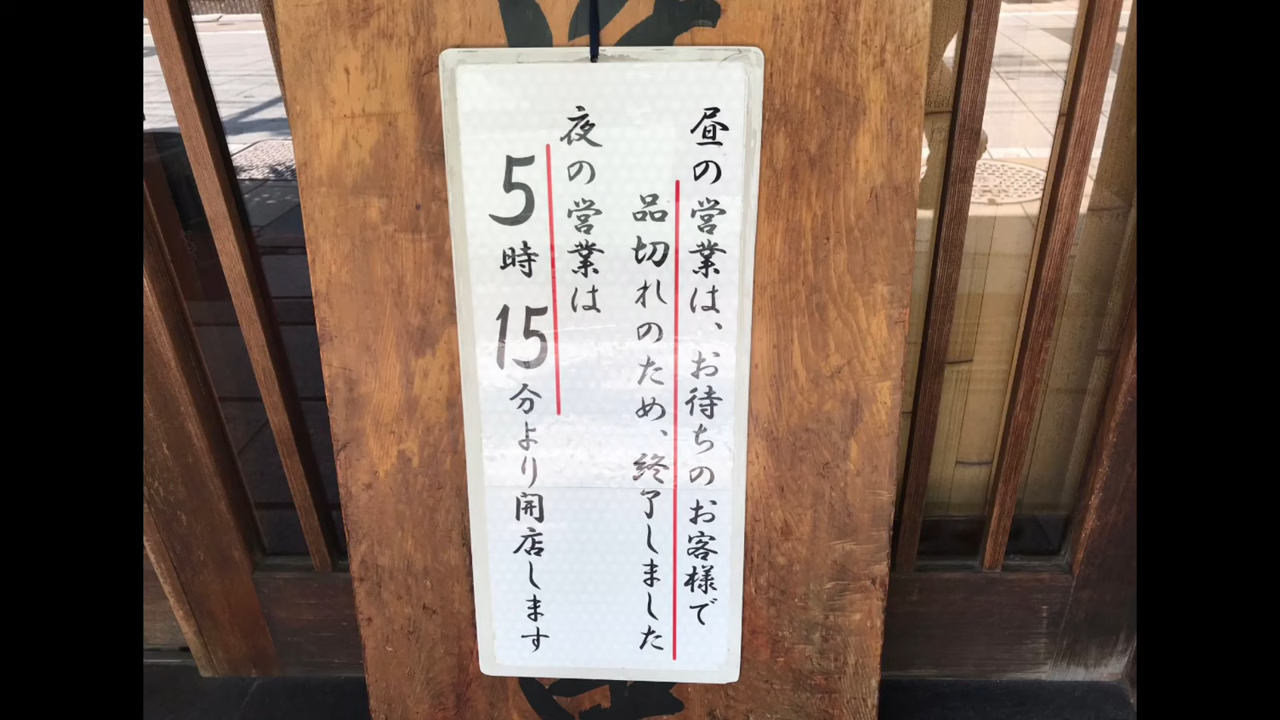 昼の営業は、お待ちのお客様で
品切れのため、終了しました
夜の営業は
5時15分より開店します